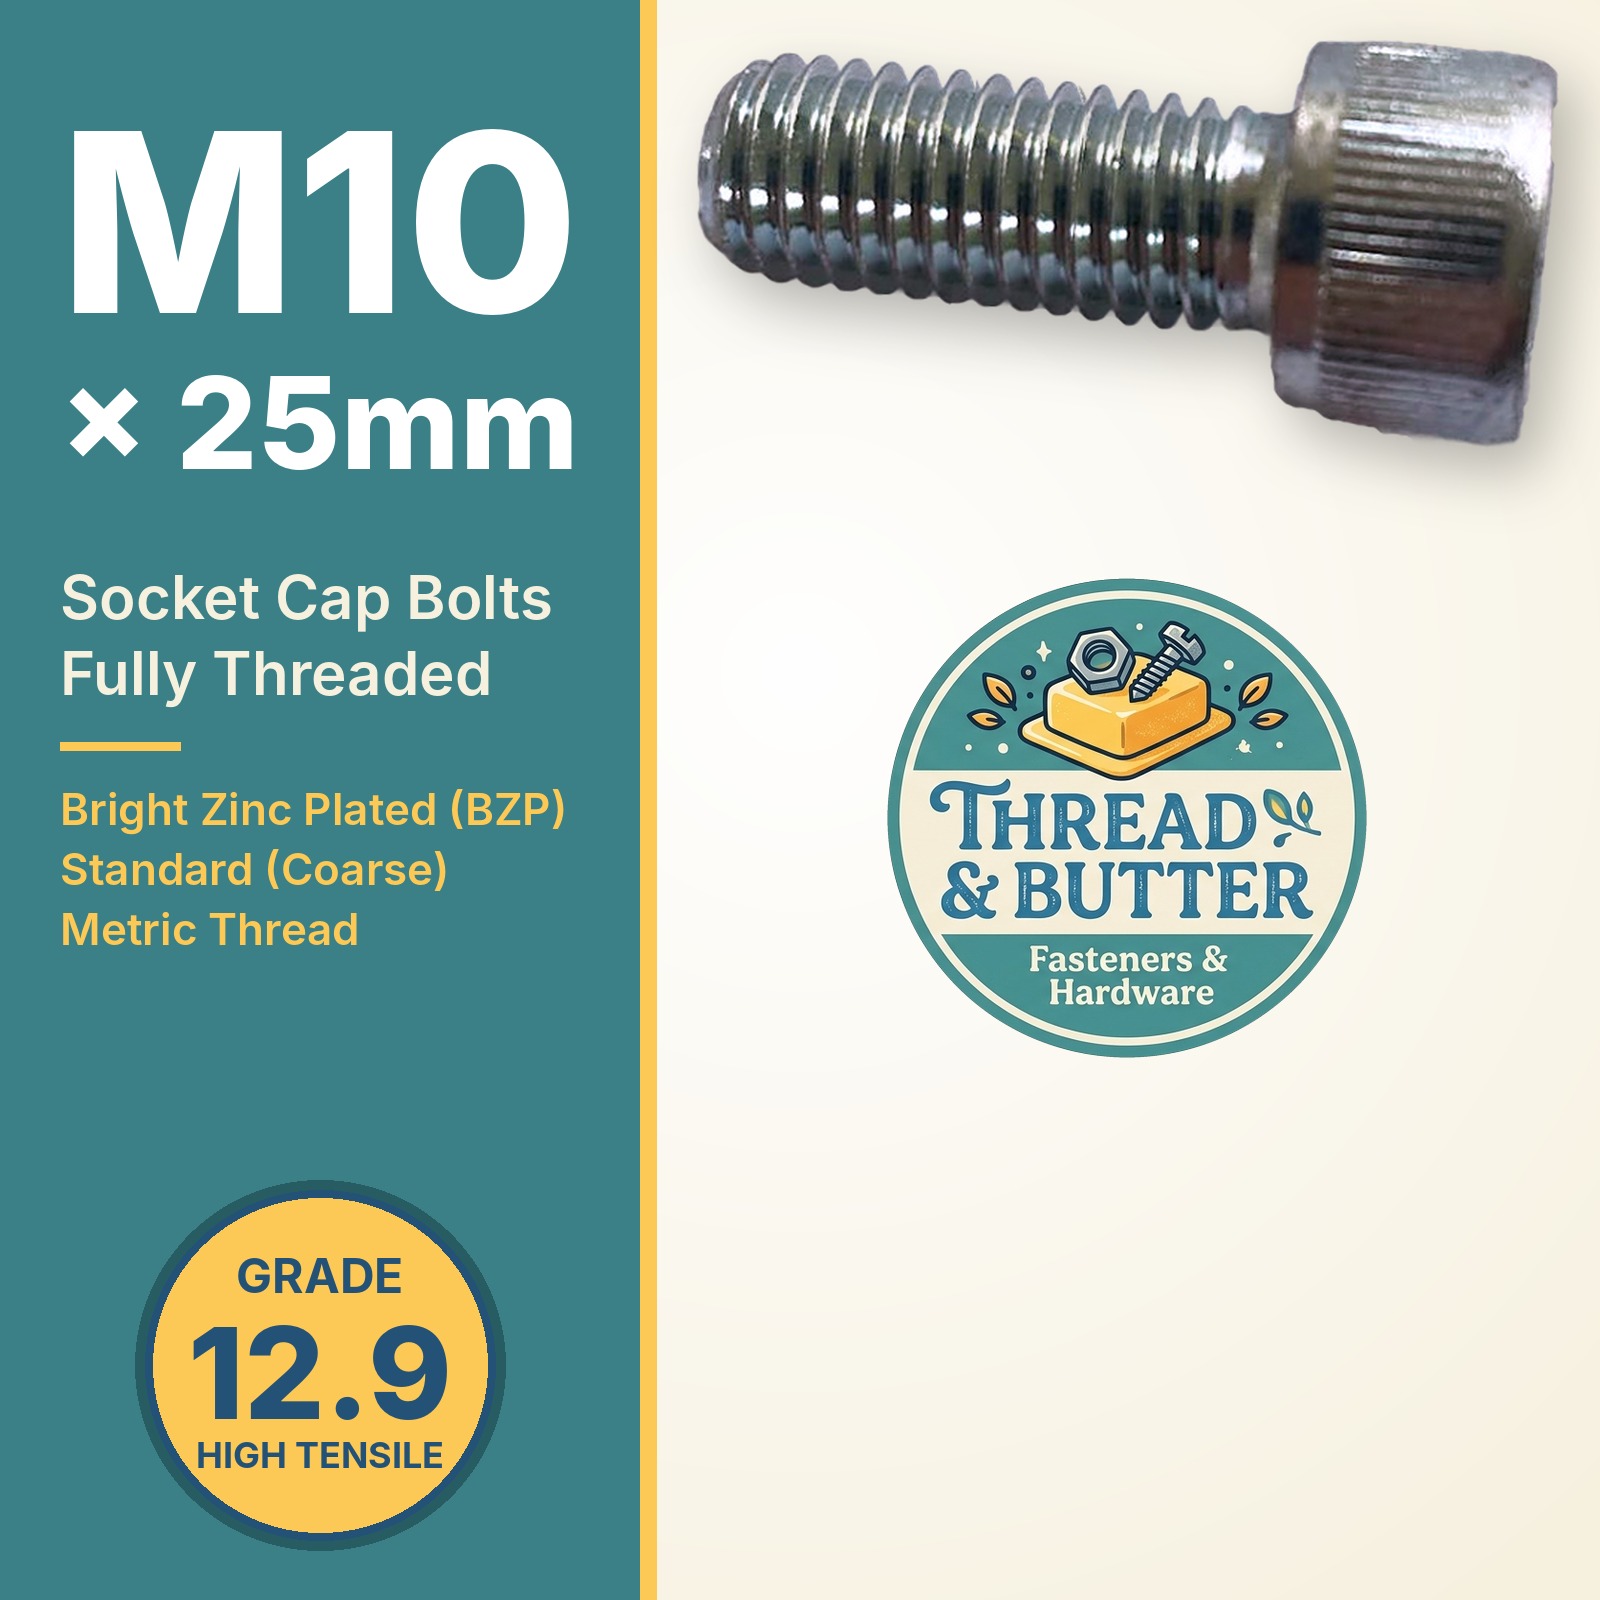 M10
× 25mm
Socket Cap Bolts
Fully Threaded
Bright Zinc Plated (BZP)
Standard (Coarse)
Metric Thread
GRADE
12.9
HIGH TENSILE
THREAD
& BUTTER
Fasteners &
Hardware